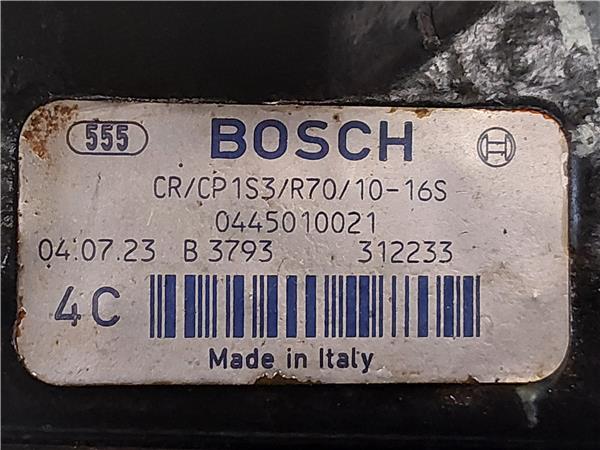 555 BOSCH
CR/CP1S3/R70/10-16S
0445010021
04.07.23 B 3793 312233
4C
Made in Italy